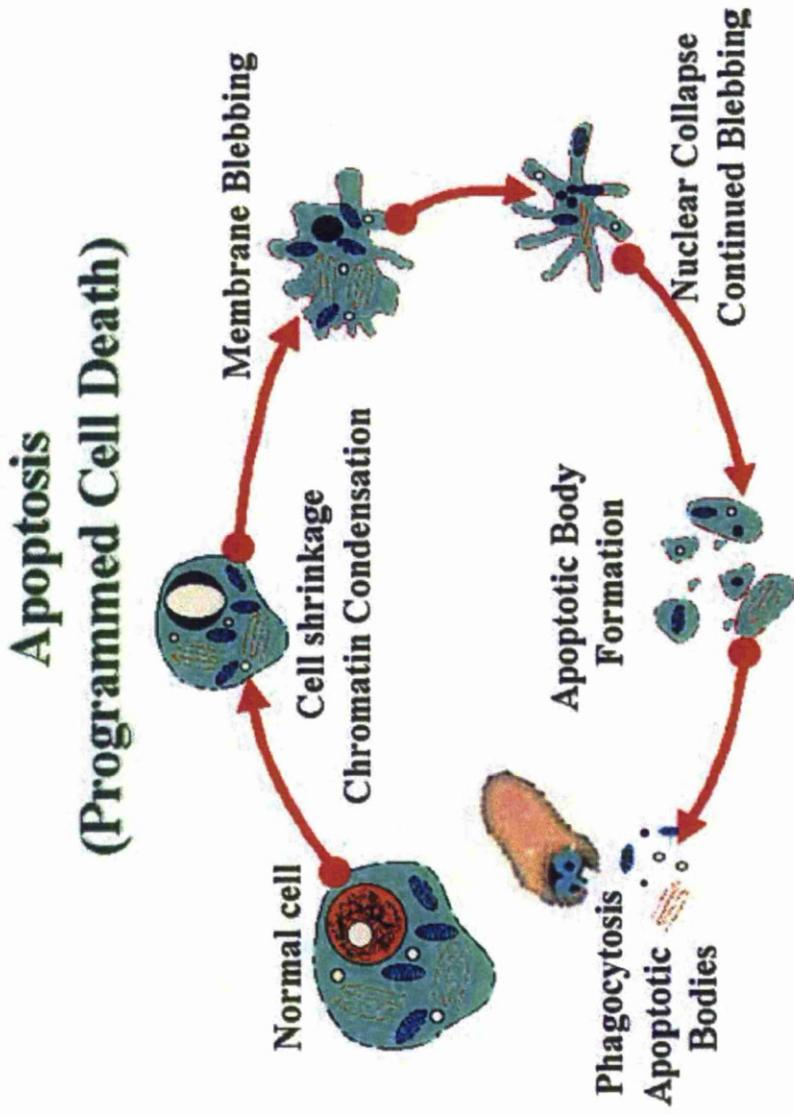 Apoptosis
(Programmed Cell Death)
Normal cell
Cell shrinkage
Chromatin Condensation
Membrane Blebbing
Nuclear Collapse
Continued Blebbing
Apoptotic Body
Formation
Phagocytosis
Apoptotic
Bodies